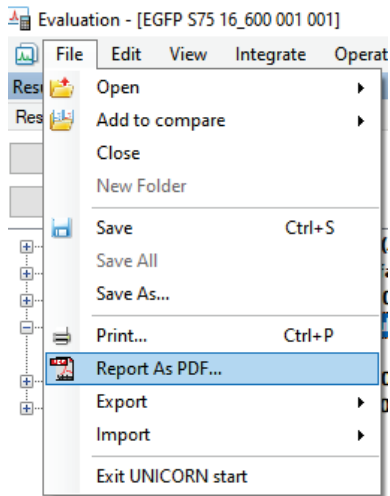 Evaluation - [EGFP S75 16_600 001 001]
File Edit View Integrate Operat
Open
Add to compare
Close
New Folder
Save Ctrl+S
Save All
Save As...
Print... Ctrl+P
Report As PDF...
Export
Import
Exit UNICORN start